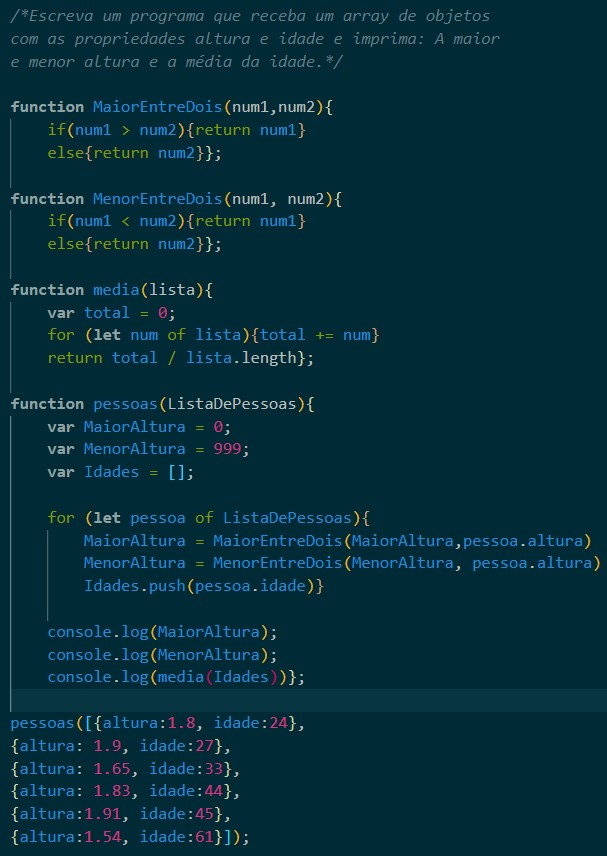 /*Escreva um programa que receba um array de objetos
com as propriedades altura e idade e imprima: A maior
e menor altura e a média da idade.*/

function MaiorEntreDois(num1,num2){
    if(num1 > num2){return num1}
    else{return num2}};

function MenorEntreDois(num1, num2){
    if(num1 < num2){return num1}
    else{return num2}};

function media(lista){
    var total = 0;
    for (let num of lista){total += num}
    return total / lista.length};

function pessoas(ListaDePessoas){
    var MaiorAltura = 0;
    var MenorAltura = 999;
    var Idades = [];

    for (let pessoa of ListaDePessoas){
        MaiorAltura = MaiorEntreDois(MaiorAltura,pessoa.altura)
        MenorAltura = MenorEntreDois(MenorAltura, pessoa.altura)
        Idades.push(pessoa.idade)}

    console.log(MaiorAltura);
    console.log(MenorAltura);
    console.log(media(Idades))};

pessoas([{altura:1.8, idade:24},
{altura: 1.9, idade:27},
{altura: 1.65, idade:33},
{altura: 1.83, idade:44},
{altura:1.91, idade:45},
{altura:1.54, idade:61}]);